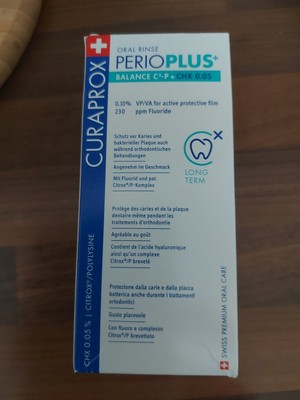 ORAL RINSE
PERIOPLUS+
BALANCE C³-P + CHX 0.05
CURAPROX
0.10% VP/VA for active protective film
230 ppm Fluoride
Schutz vor Karies und
bakterieller Plaque auch
während orthodontischen
Behandlungen
Angenehm im Geschmack
Mit Fluorid und pat.
Citrox®/P-Komplex
LONG
TERM
Protège des caries et de la plaque
dentaire même pendant les
traitements d'orthodontie
Agréable au goût
Contient de l'acide hyaluronique
ainsi qu'un complexe
Citrox®/P breveté
Protezione dalla carie e dalla placca
batterica anche durante i trattamenti
ortodontici
Gusto piacevole
Con fluoro e complesso
Citrox®/P brevettato
CHX 0.05 % | CITROX®/POLYLYSINE
SWISS PREMIUM ORAL CARE